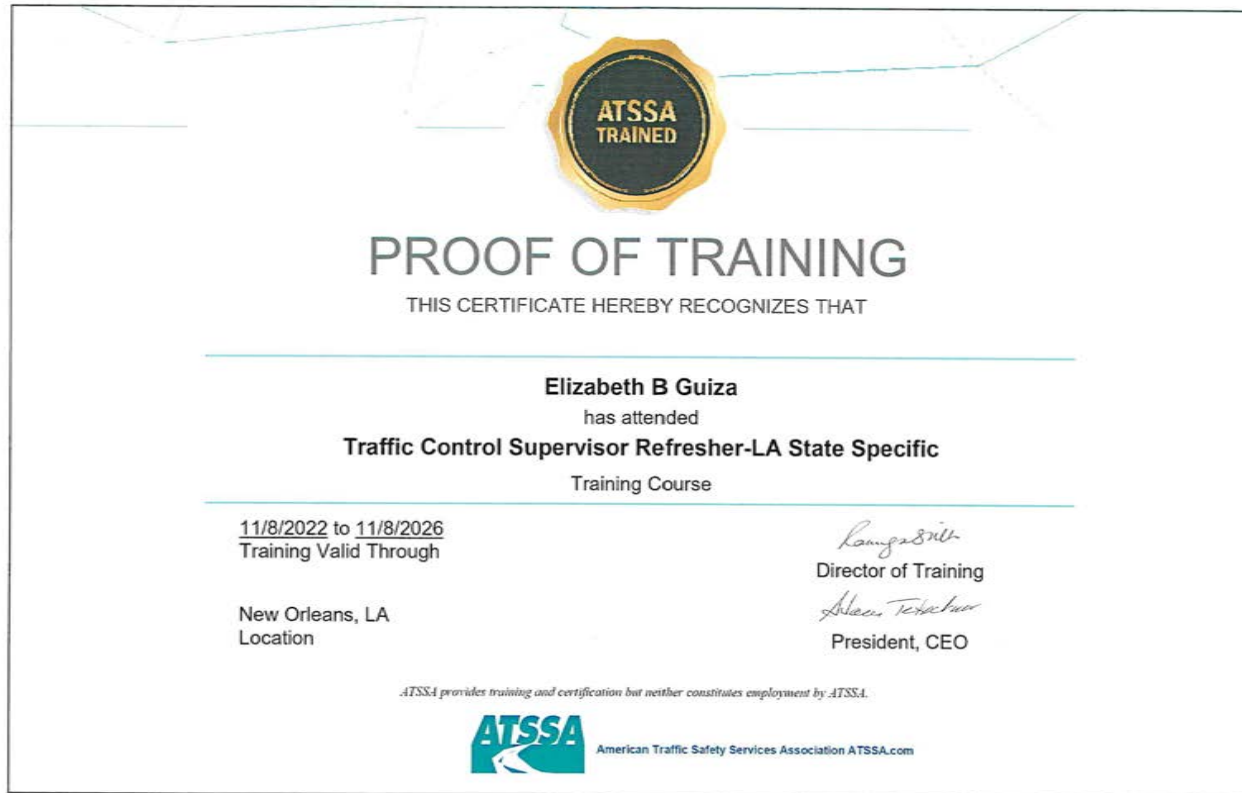 ATSSA
TRAINED
PROOF OF TRAINING
THIS CERTIFICATE HEREBY RECOGNIZES THAT
Elizabeth B Guiza
has attended
Traffic Control Supervisor Refresher-LA State Specific
Training Course
11/8/2022 to 11/8/2026
Training Valid Through
Director of Training
New Orleans, LA
Location
President, CEO
ATSSA provides training and certification but neither constitutes employment by ATSSA.
ATSSA
American Traffic Safety Services Association ATSSA.com